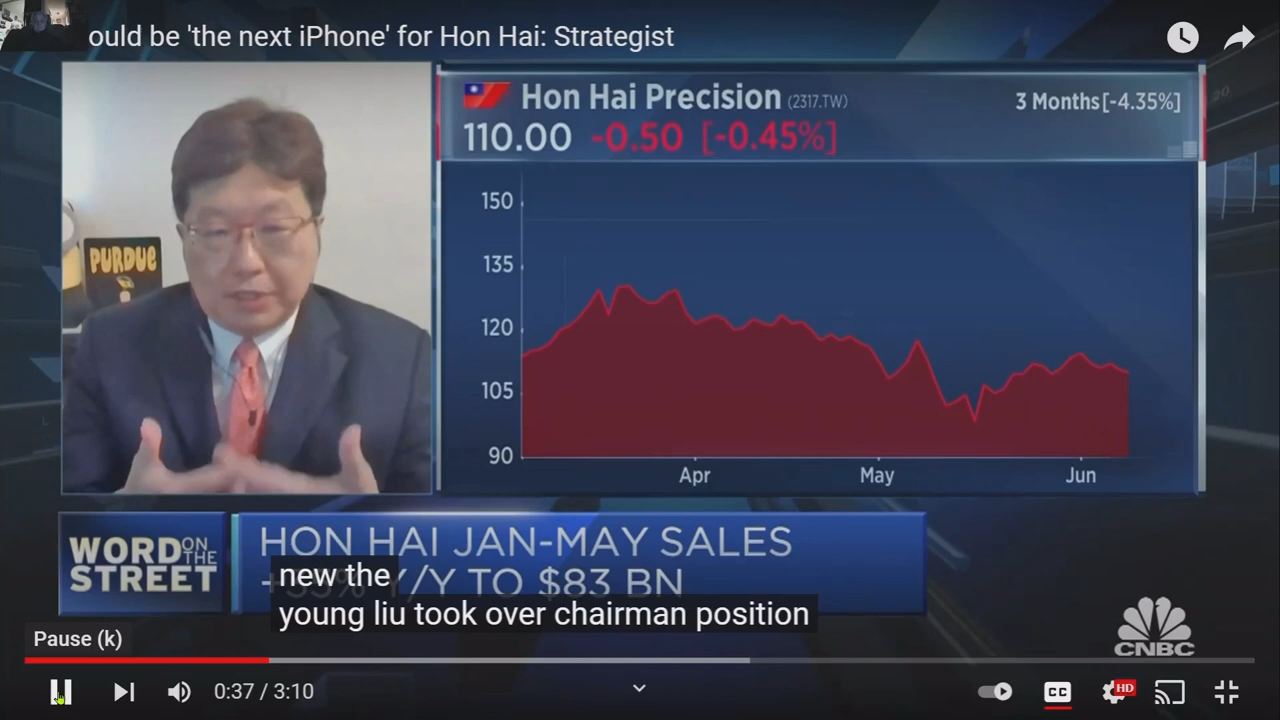 ould be 'the next iPhone' for Hon Hai: Strategist
Hon Hai Precision (2317.TW)
3 Months[-4.35%]
110.00 -0.50 [-0.45%]
150
135
120
105
90
Apr May Jun
PURDUE
WORD ON THE STREET
HON HAI JAN-MAY SALES
Y/Y TO $83 BN
new the
young liu took over chairman position
CNBC
Pause (k)
0:37 / 3:10
CC
HD